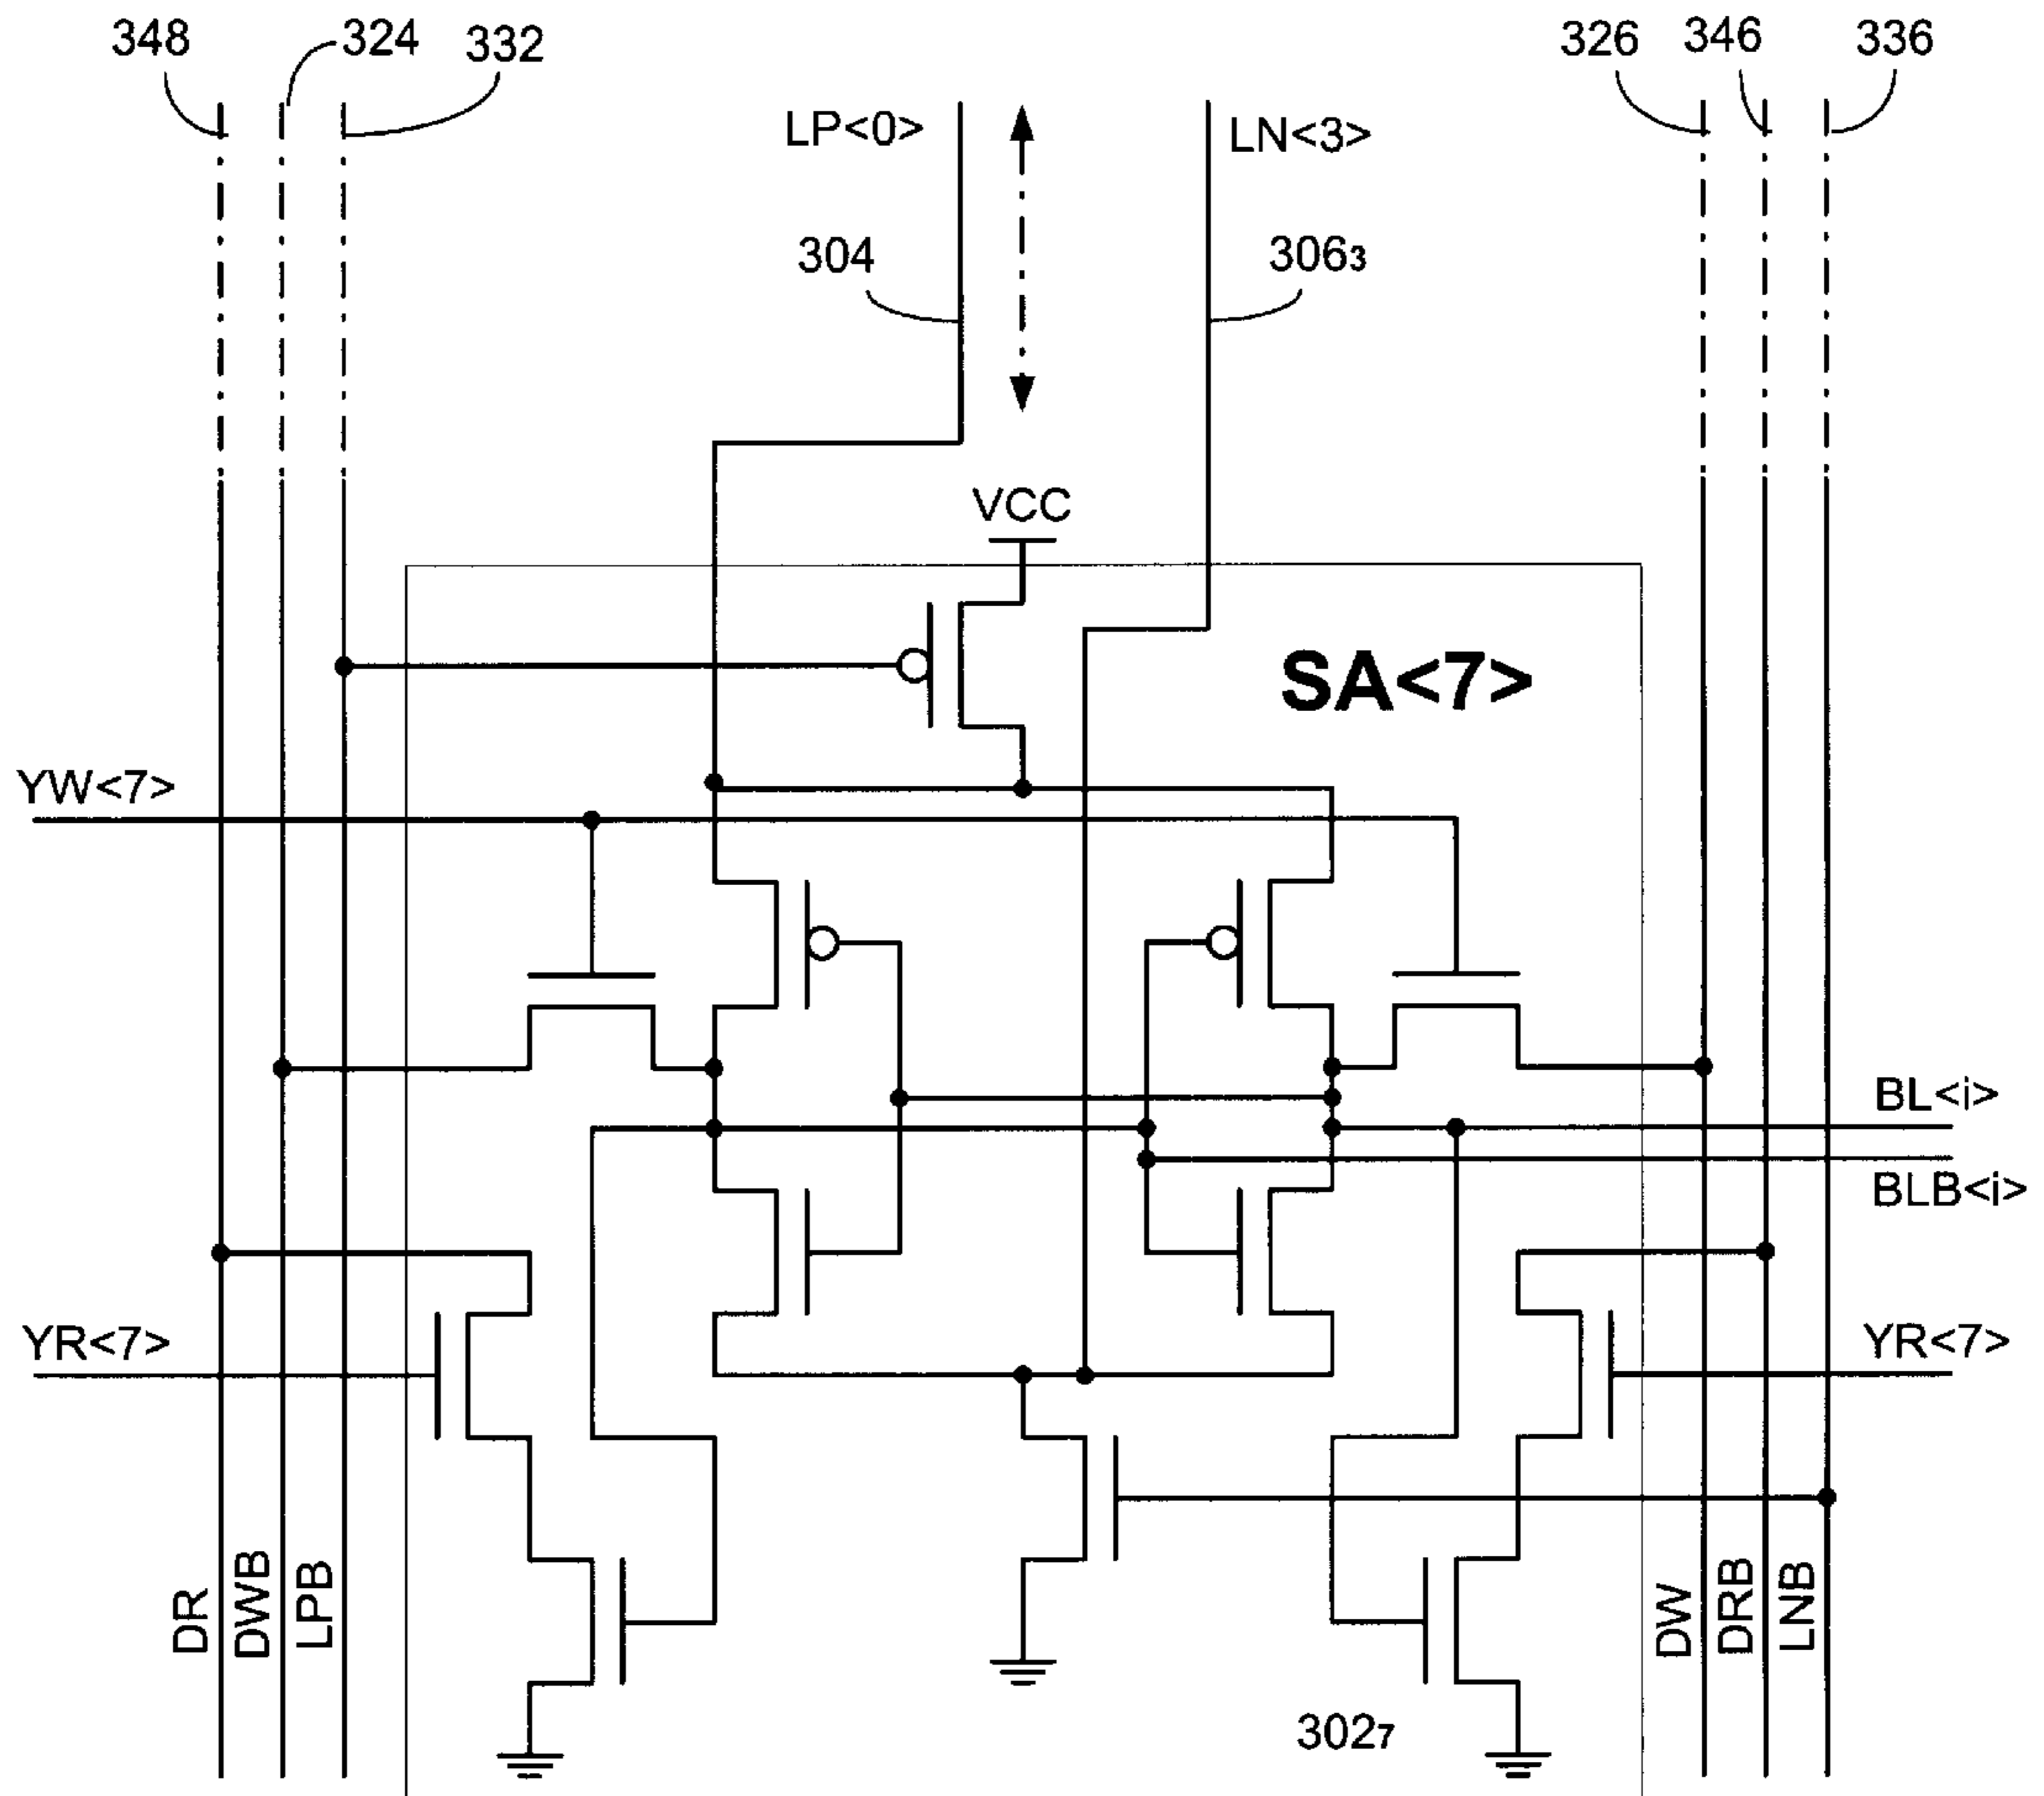 348 324 332 326 346 336
LP<0> LN<3>
304 306₃
VCC
SA<7>
YW<7>
BL<i>
BLB<i>
YR<7> YR<7>
DR DWB LPB DW DRB LNB
302₇